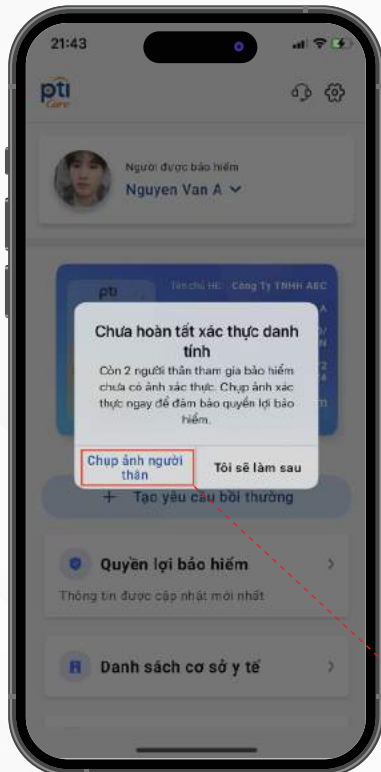 21:43
pti
Care
Người được bảo hiểm
Nguyen Van A
pti
Tên chủ HĐ Công Ty TNHH ABC
Chưa hoàn tất xác thực danh
tính
Còn 2 người thân tham gia bảo hiểm
chưa có ảnh xác thực. Chụp ảnh xác
thực ngay để đảm bảo quyền lợi bảo
hiểm.
Chụp ảnh người
thân
Tôi sẽ làm sau
+ Tạo yêu cầu bồi thường
Quyền lợi bảo hiểm
Thông tin được cập nhật mới nhất
Danh sách cơ sở y tế